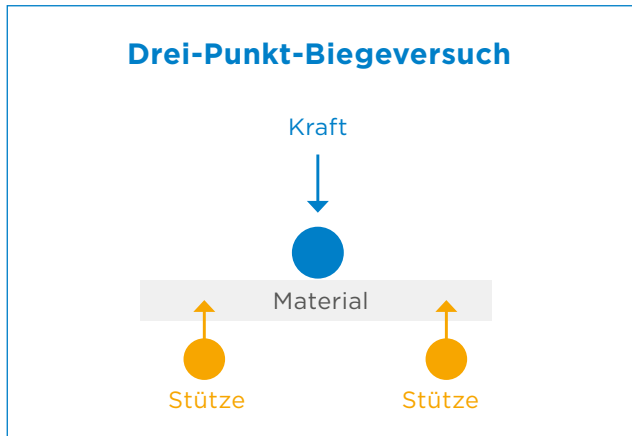 Drei-Punkt-Biegeversuch
Kraft
Material
Stütze
Stütze